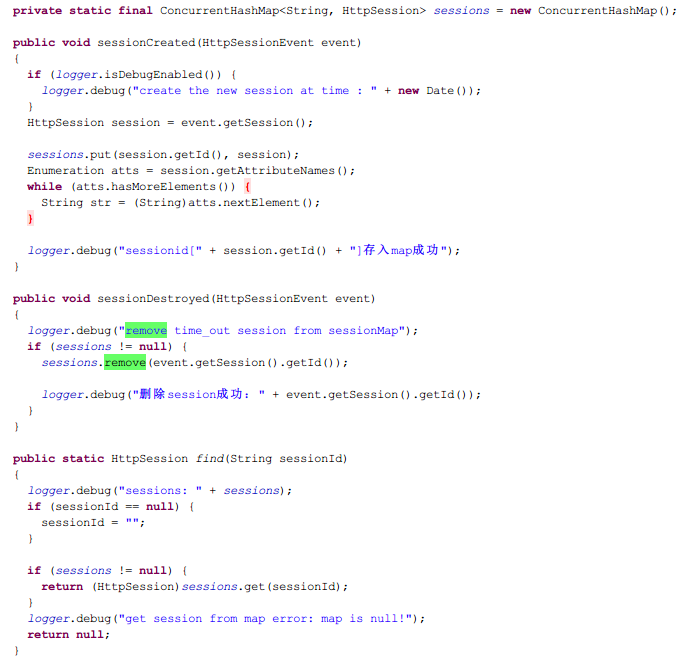 private static final ConcurrentHashMap<String, HttpSession> sessions = new ConcurrentHashMap();
public void sessionCreated(HttpSessionEvent event)
{
if (logger.isDebugEnabled()) {
logger.debug("create the new session at time : " + new Date());
}
HttpSession session = event.getSession();
sessions.put(session.getId(), session);
Enumeration atts = session.getAttributeNames();
while (atts.hasMoreElements()) {
String str = (String)atts.nextElement();
}
logger.debug("sessionid[" + session.getId() + "]存入map成功");
}
public void sessionDestroyed(HttpSessionEvent event)
{
logger.debug("remove time_out session from sessionMap");
if (sessions != null) {
sessions.remove(event.getSession().getId());
logger.debug("删除session成功: " + event.getSession().getId());
}
}
public static HttpSession find(String sessionId)
{
logger.debug("sessions: " + sessions);
if (sessionId == null) {
sessionId = "";
}
if (sessions != null) {
return (HttpSession)sessions.get(sessionId);
}
logger.debug("get session from map error: map is null!");
return null;
}